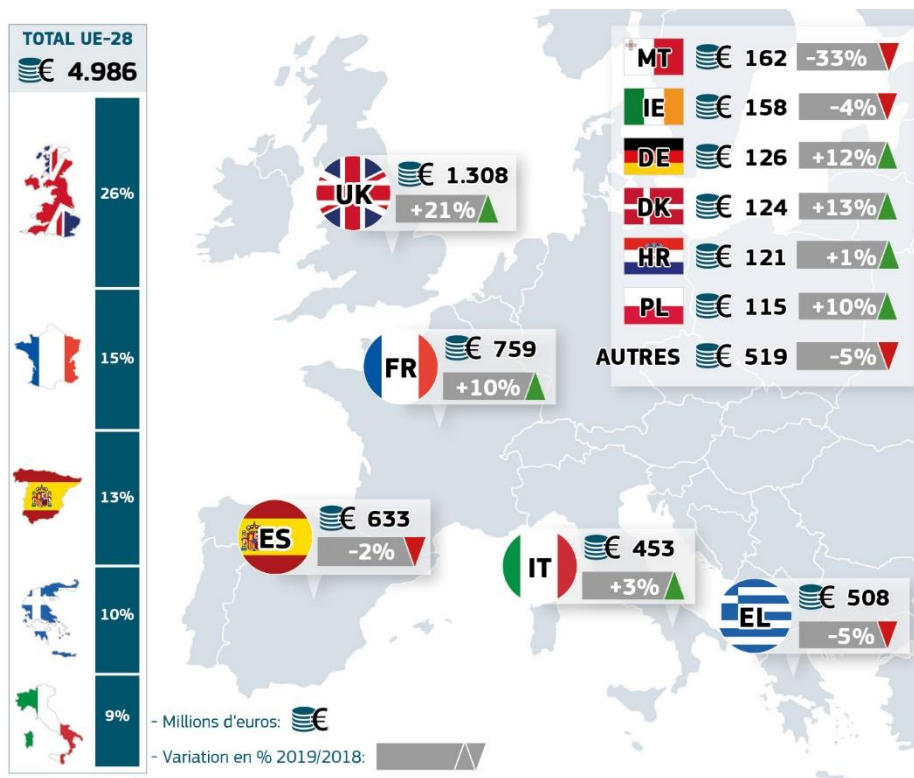 TOTAL UE-28
€ 4.986
26%
15%
13%
10%
9%
UK € 1.308
+21%
FR € 759
+10%
ES € 633
-2%
IT € 453
+3%
EL € 508
-5%
MT € 162 -33%
IE € 158 -4%
DE € 126 +12%
DK € 124 +13%
HR € 121 +1%
PL € 115 +10%
AUTRES € 519 -5%
- Millions d'euros: €
- Variation en % 2019/2018: